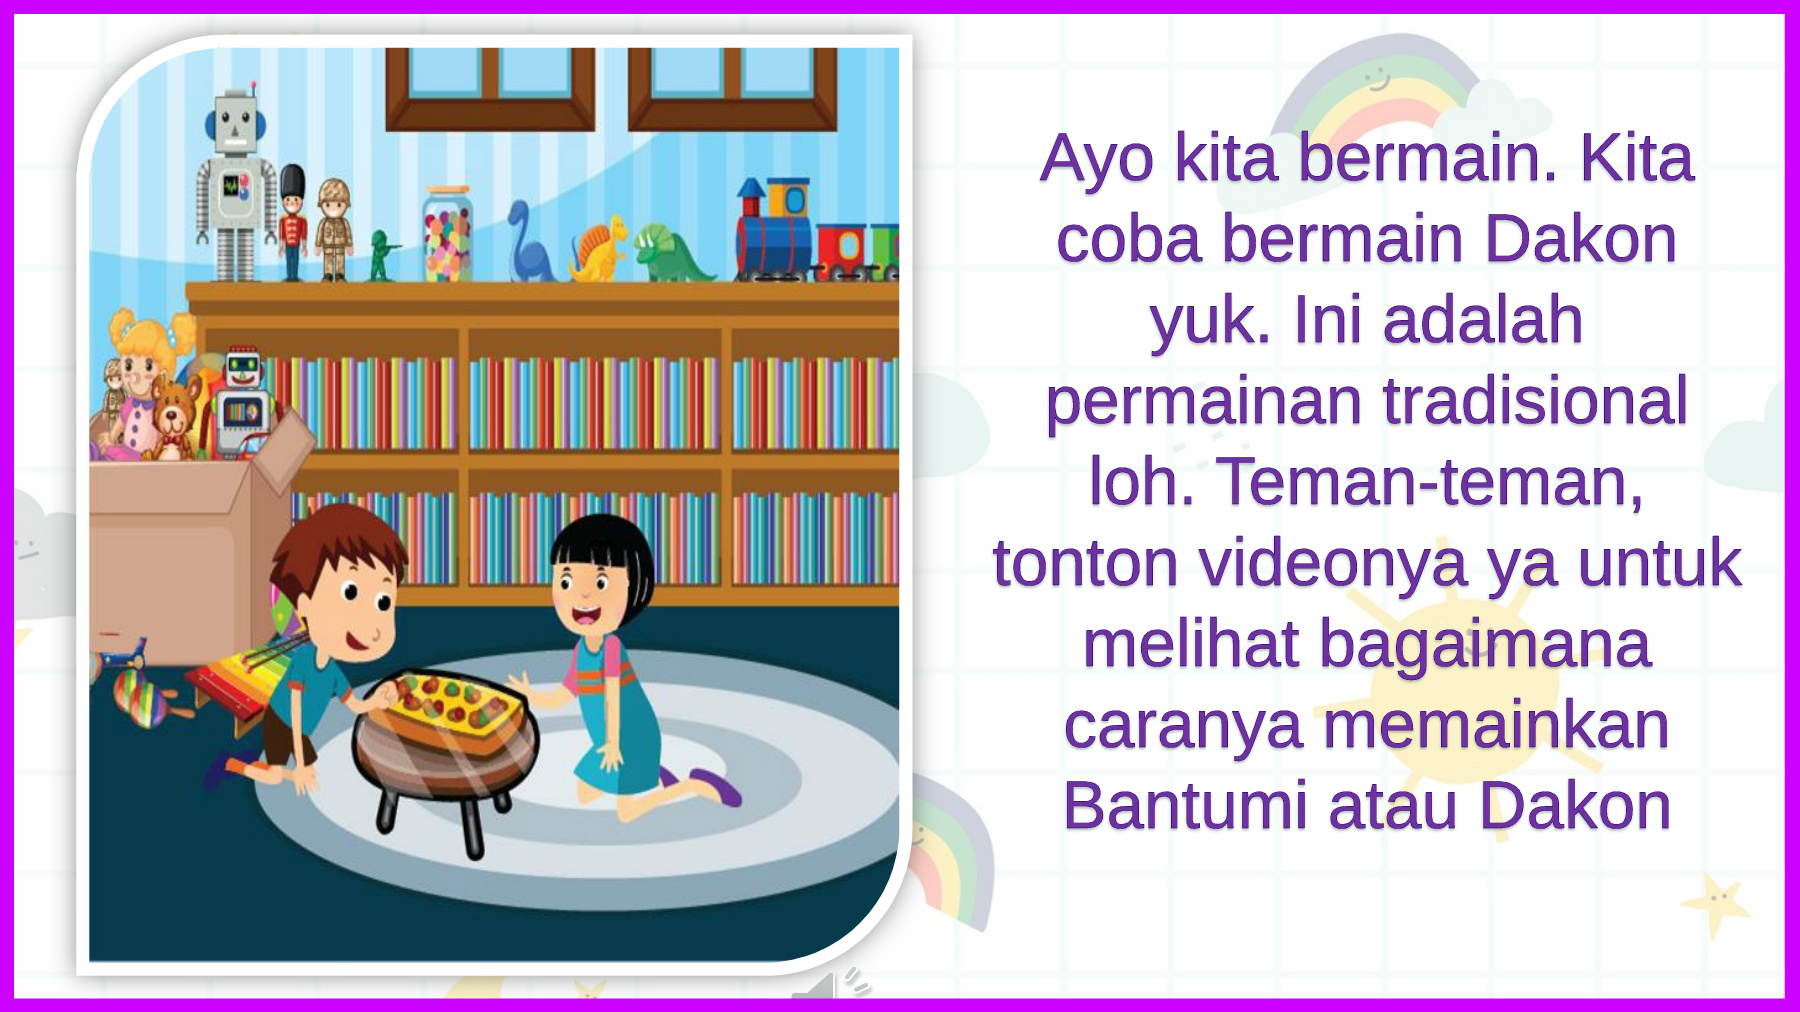 Ayo kita bermain. Kita
coba bermain Dakon
yuk. Ini adalah
permainan tradisional
loh. Teman-teman,
tonton videonya ya untuk
melihat bagaimana
caranya memainkan
Bantumi atau Dakon